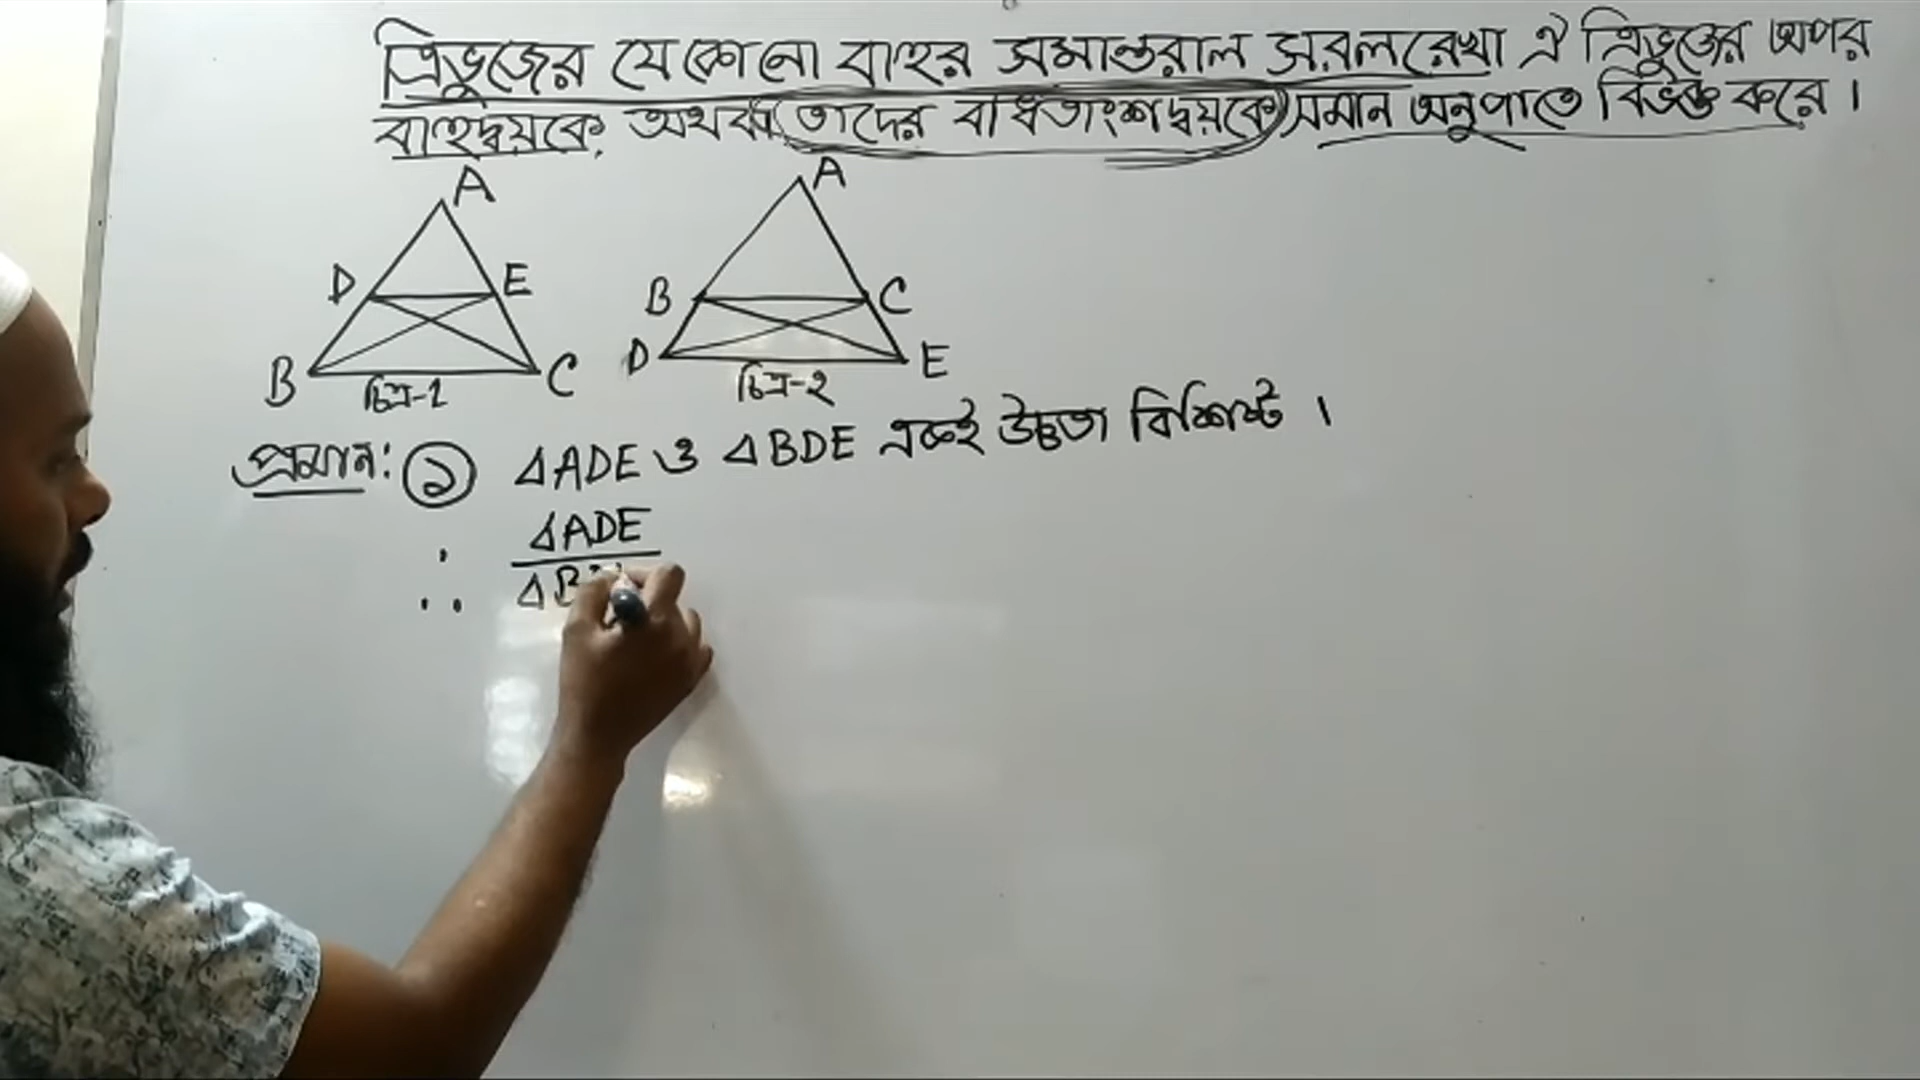 ত্রিভুজের যে কোনো বাহুর সমান্তরাল সরলরেখা ঐ ত্রিভুজের অপর
বাহুদ্বয়কে অথবা তাদের বর্ধিতাংশদ্বয়কে সমান অনুপাতে বিভক্ত করে।
A
D E
B C
চিত্র-1
A
B C
D E
চিত্র-২
প্রমান: ১ ΔADE ও ΔBDE একই উচ্চতা বিশিষ্ট।
∴ ΔADE
ΔB